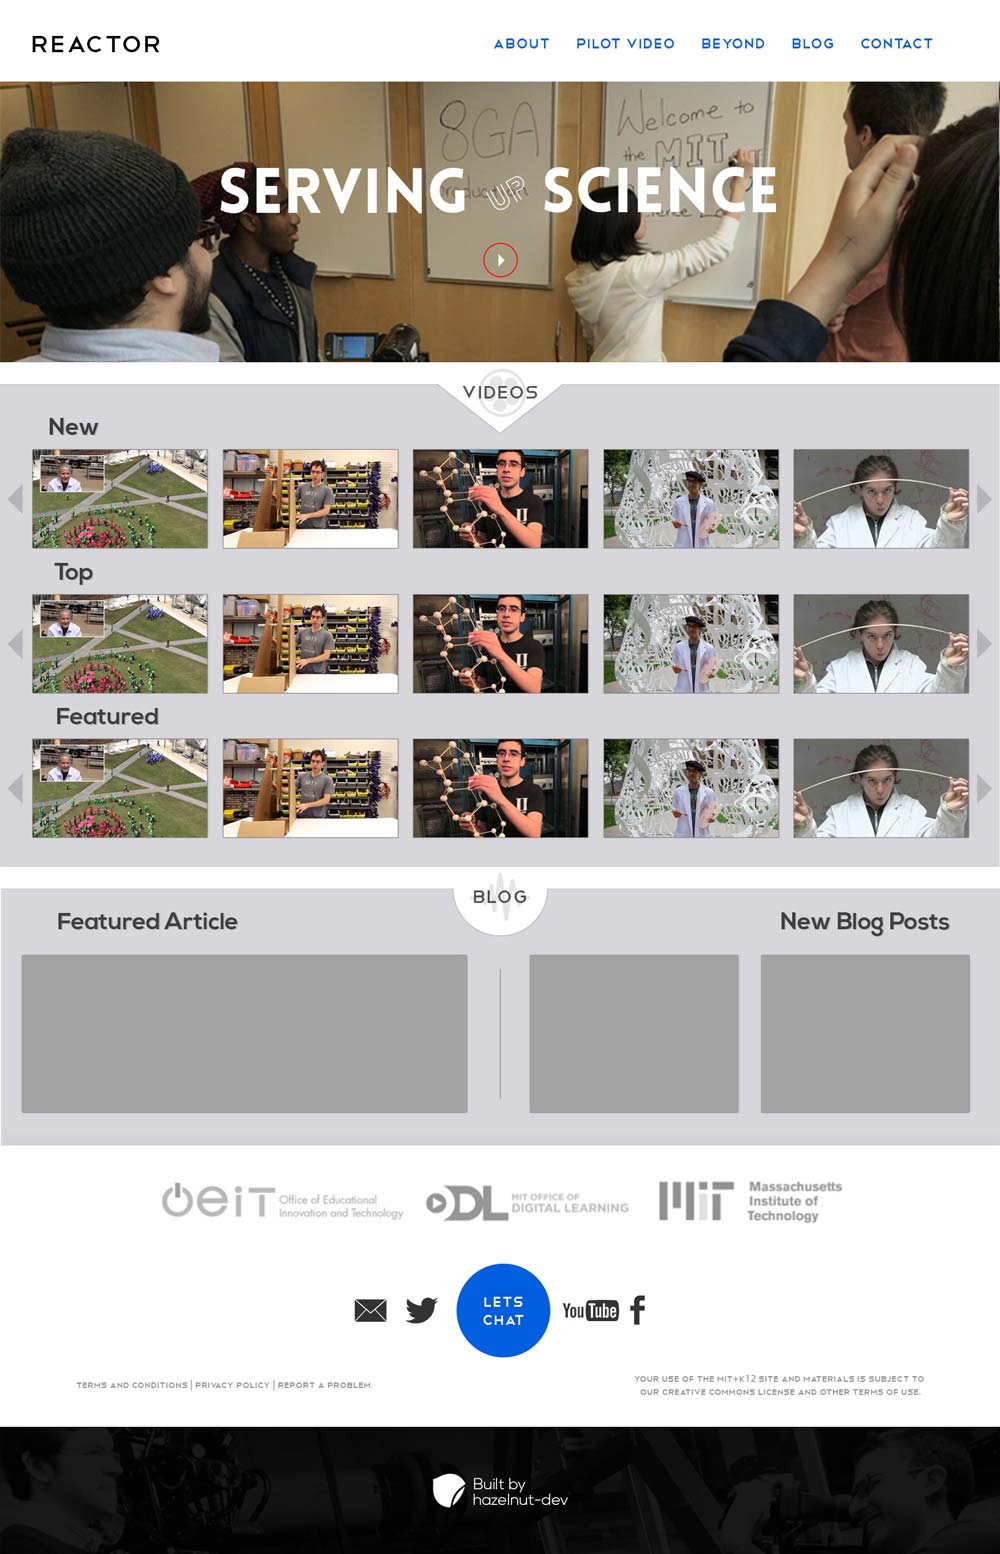 REACTOR
ABOUT PILOT VIDEO BEYOND BLOG CONTACT
8GA
Welcome to
the MIT
SERVING UP SCIENCE
VIDEOS
New
Top
Featured
BLOG
Featured Article
New Blog Posts
OEIT Office of Educational
Innovation and Technology
ODL MIT OFFICE OF
DIGITAL LEARNING
MIT Massachusetts
Institute of
Technology
LETS
CHAT
YouTube
TERMS AND CONDITIONS | PRIVACY POLICY | REPORT A PROBLEM
YOUR USE OF THE MIT+K12 SITE AND MATERIALS IS SUBJECT TO
OUR CREATIVE COMMONS LICENSE AND OTHER TERMS OF USE.
Built by
hazelnut-dev